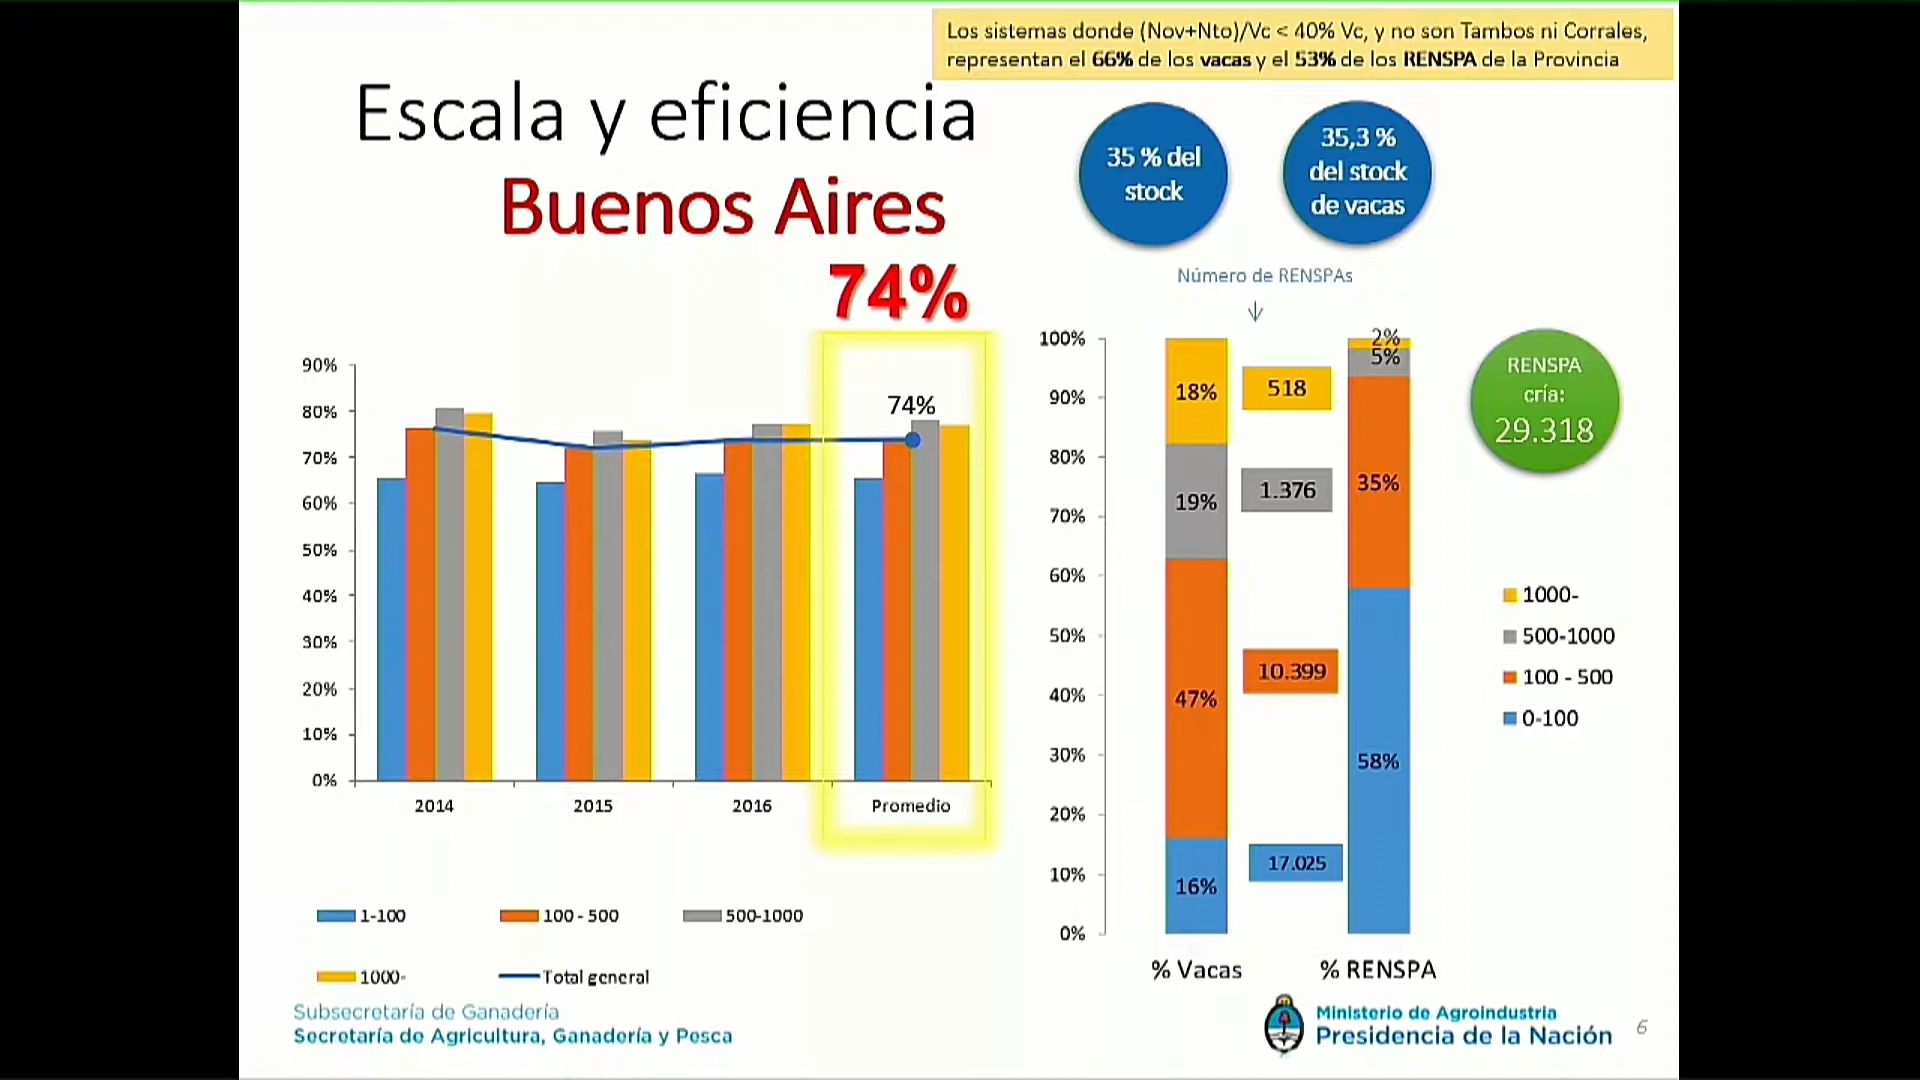 Los sistemas donde (Nov+Nto)/Vc < 40% Vc, y no son Tambos ni Corrales,
representan el 66% de los vacas y el 53% de los RENSPA de la Provincia
Escala y eficiencia
Buenos Aires
74%
35 % del
stock
35,3 %
del stock
de vacas
90%
80%
70%
60%
50%
40%
30%
20%
10%
0%
74%
2014
2015
2016
Promedio
1-100
100 - 500
500-1000
1000-
Total general
Número de RENSPAs
↓
100%
90%
80%
70%
60%
50%
40%
30%
20%
10%
0%
18%
19%
47%
16%
518
1.376
10.399
17.025
2%
5%
35%
58%
% Vacas
% RENSPA
RENSPA
cría:
29.318
1000-
500-1000
100 - 500
0-100
Subsecretaría de Ganadería
Secretaría de Agricultura, Ganadería y Pesca
Ministerio de Agroindustria
Presidencia de la Nación
6